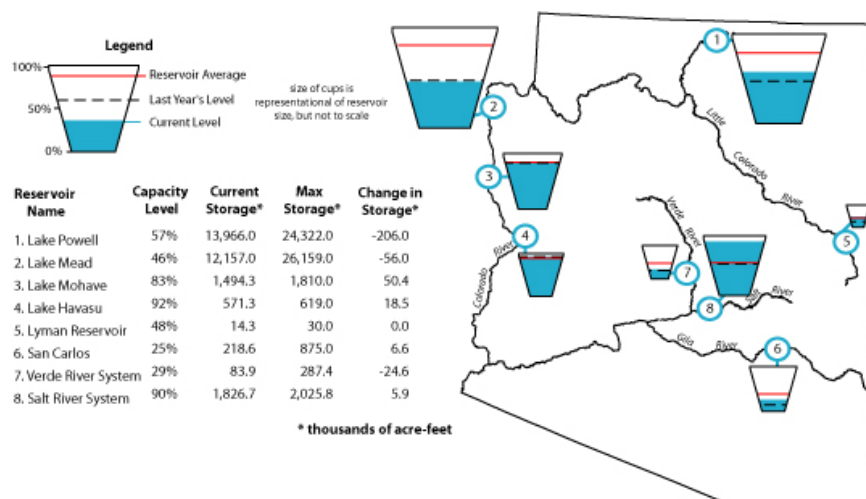 Legend
100%
50%
0%
Reservoir Average
Last Year's Level
Current Level
size of cups is
representational of reservoir
size, but not to scale
Reservoir Name Capacity Level Current Storage* Max Storage* Change in Storage*
1. Lake Powell 57% 13,966.0 24,322.0 -206.0
2. Lake Mead 46% 12,157.0 26,159.0 -56.0
3. Lake Mohave 83% 1,494.3 1,810.0 50.4
4. Lake Havasu 92% 571.3 619.0 18.5
5. Lyman Reservoir 48% 14.3 30.0 0.0
6. San Carlos 25% 218.6 875.0 6.6
7. Verde River System 29% 83.9 287.4 -24.6
8. Salt River System 90% 1,826.7 2,025.8 5.9
* thousands of acre-feet
1
2
3
4
5
6
7
8
Little Colorado River
Verde River
Colorado River
Salt River
Gila River